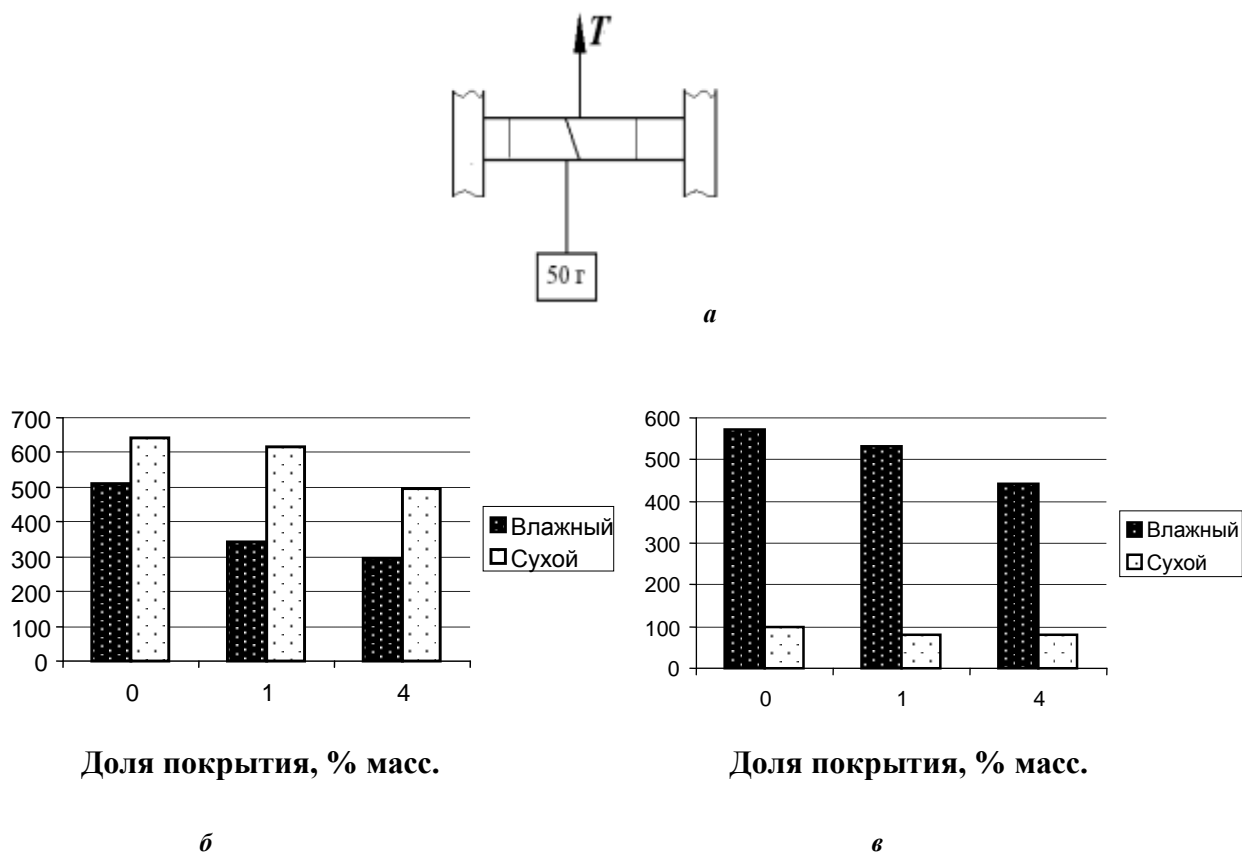 T
50 г
а
700
600
500
400
300
200
100
0
0 1 4
Влажный
Сухой
Доля покрытия, % масс.
б
600
500
400
300
200
100
0
0 1 4
Влажный
Сухой
Доля покрытия, % масс.
в